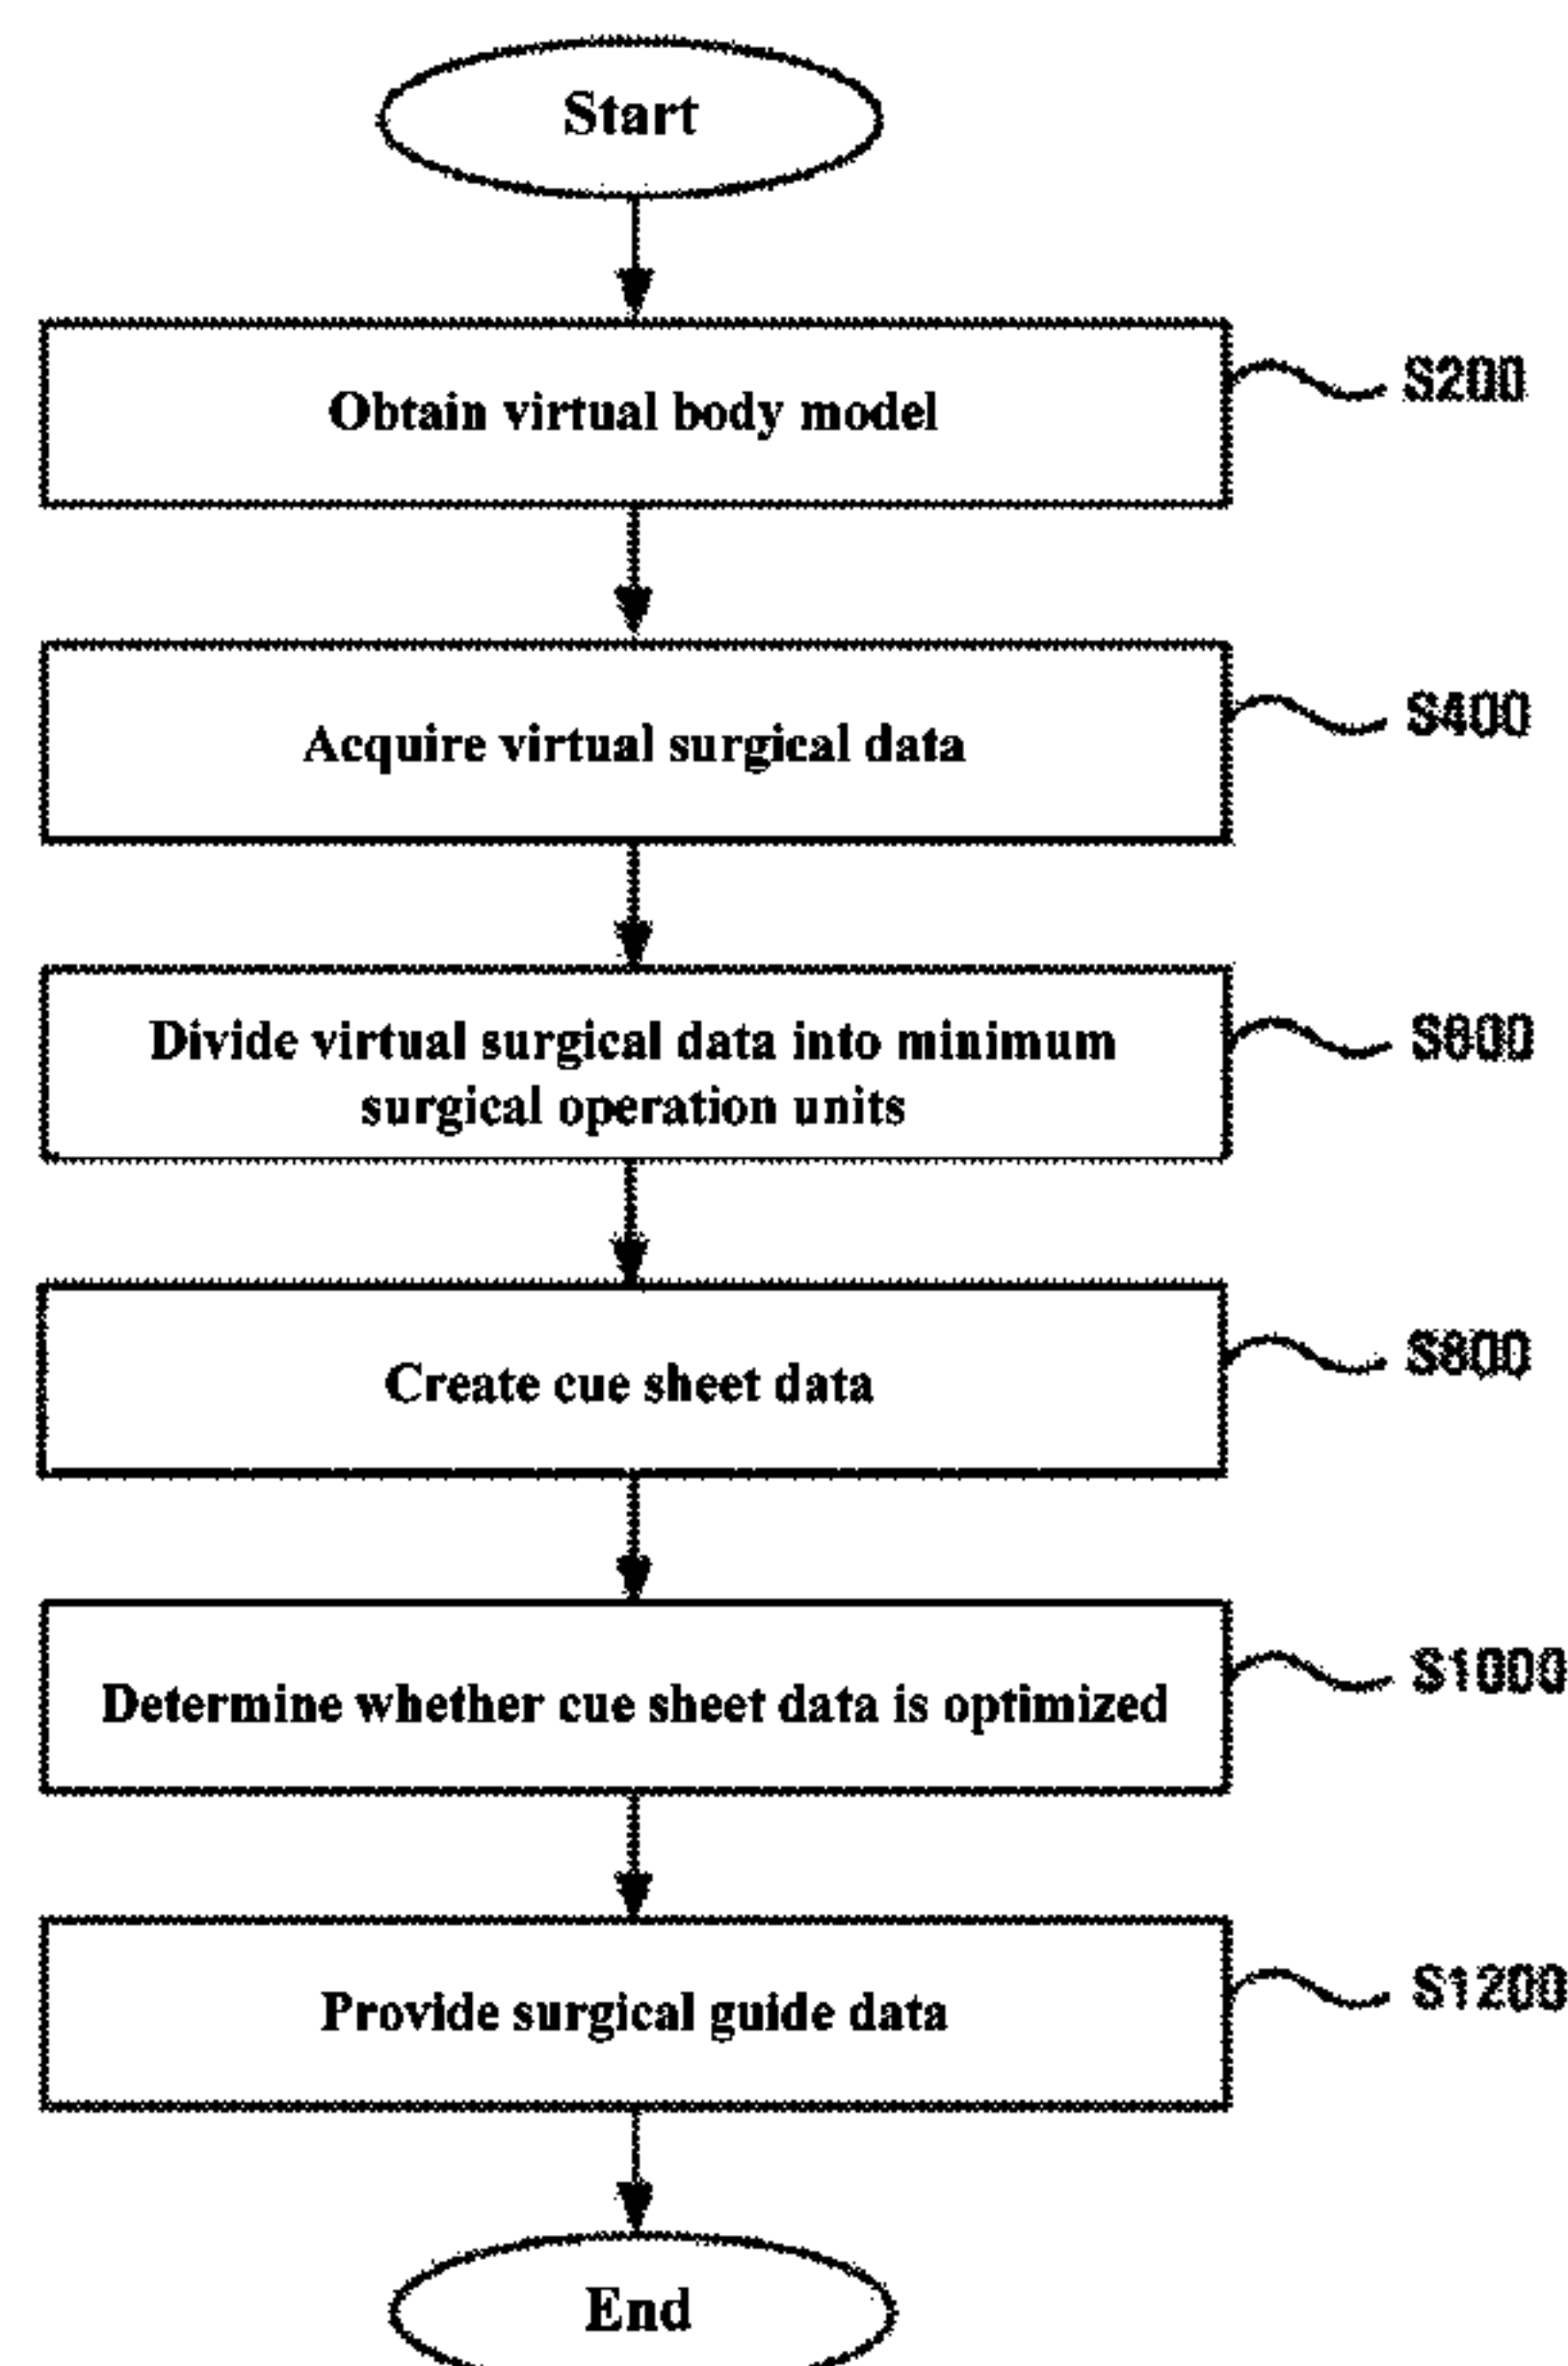 Start
Obtain virtual body model
S200
Acquire virtual surgical data
S400
Divide virtual surgical data into minimum
surgical operation units
S600
Create cue sheet data
S800
Determine whether cue sheet data is optimized
S1000
Provide surgical guide data
S1200
End